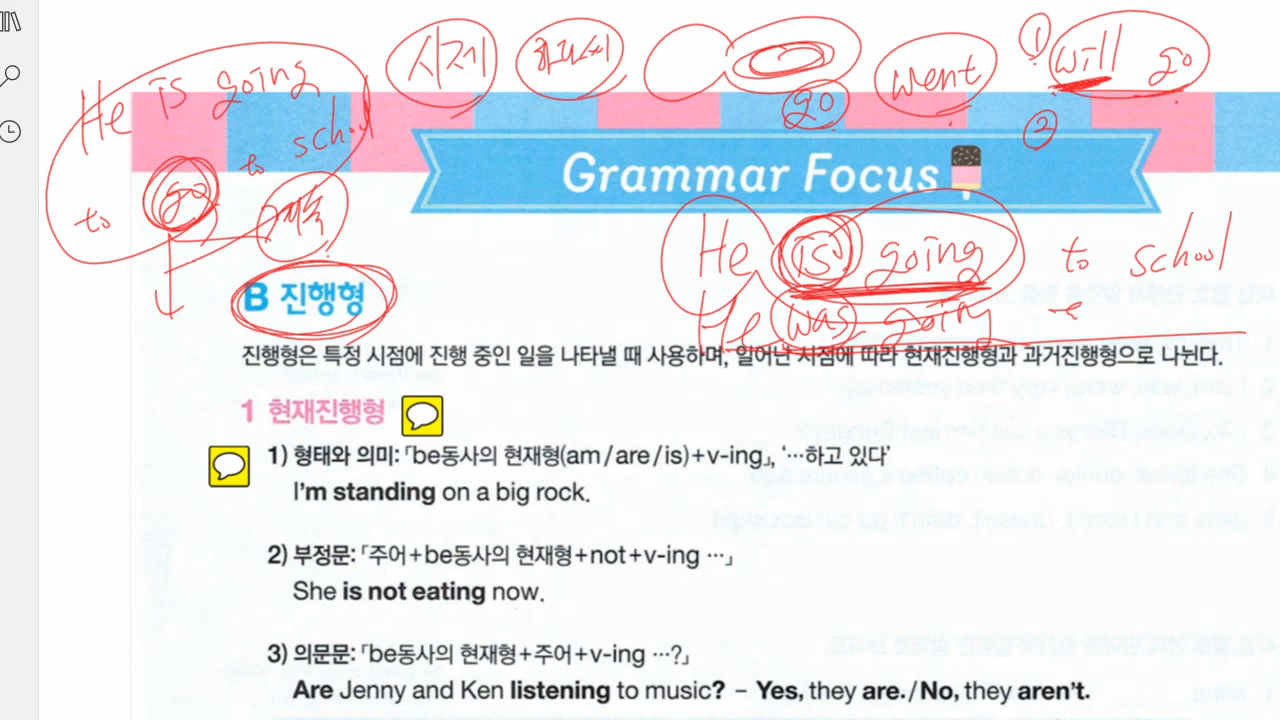 He is going
to school
to go 계속
시제
went
① will go
go
②
Grammar Focus
He is going to school
He was going
B 진행형
진행형은 특정 시점에 진행 중인 일을 나타낼 때 사용하며, 일어난 시점에 따라 현재진행형과 과거진행형으로 나뉜다.
1 현재진행형
1) 형태와 의미: 「be동사의 현재형(am/are/is)+v-ing」, '…하고 있다'
I'm standing on a big rock.
2) 부정문: 「주어+be동사의 현재형+not+v-ing …」
She is not eating now.
3) 의문문: 「be동사의 현재형+주어+v-ing …?」
Are Jenny and Ken listening to music? – Yes, they are. / No, they aren't.